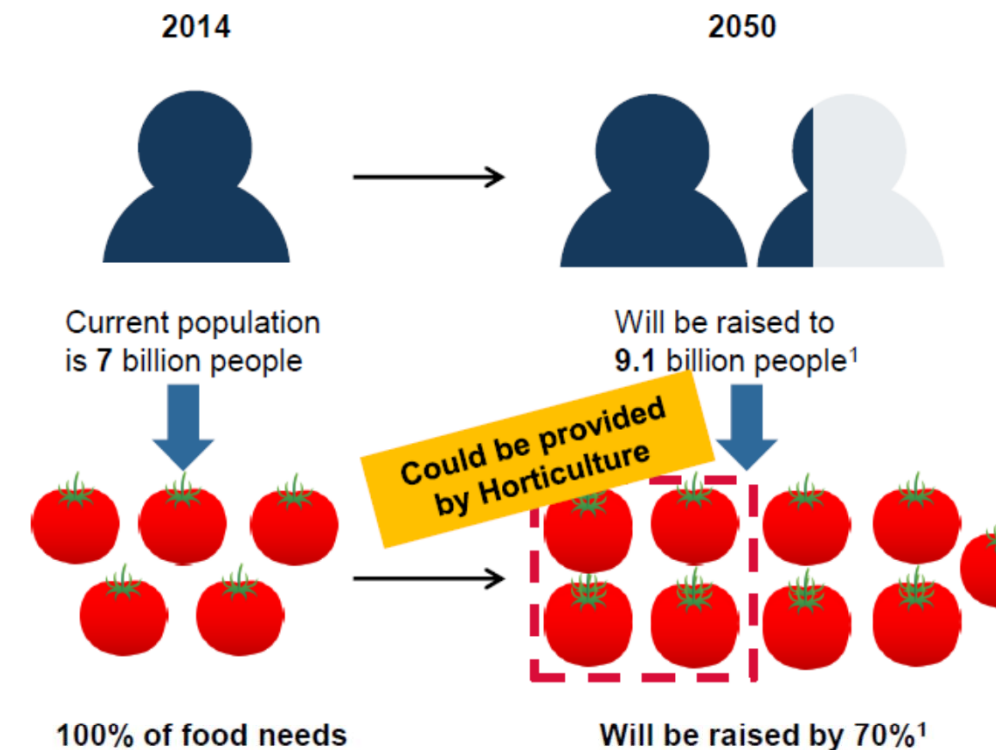 2014
2050
Current population
is 7 billion people
Will be raised to
9.1 billion people¹
Could be provided
by Horticulture
100% of food needs
Will be raised by 70%¹